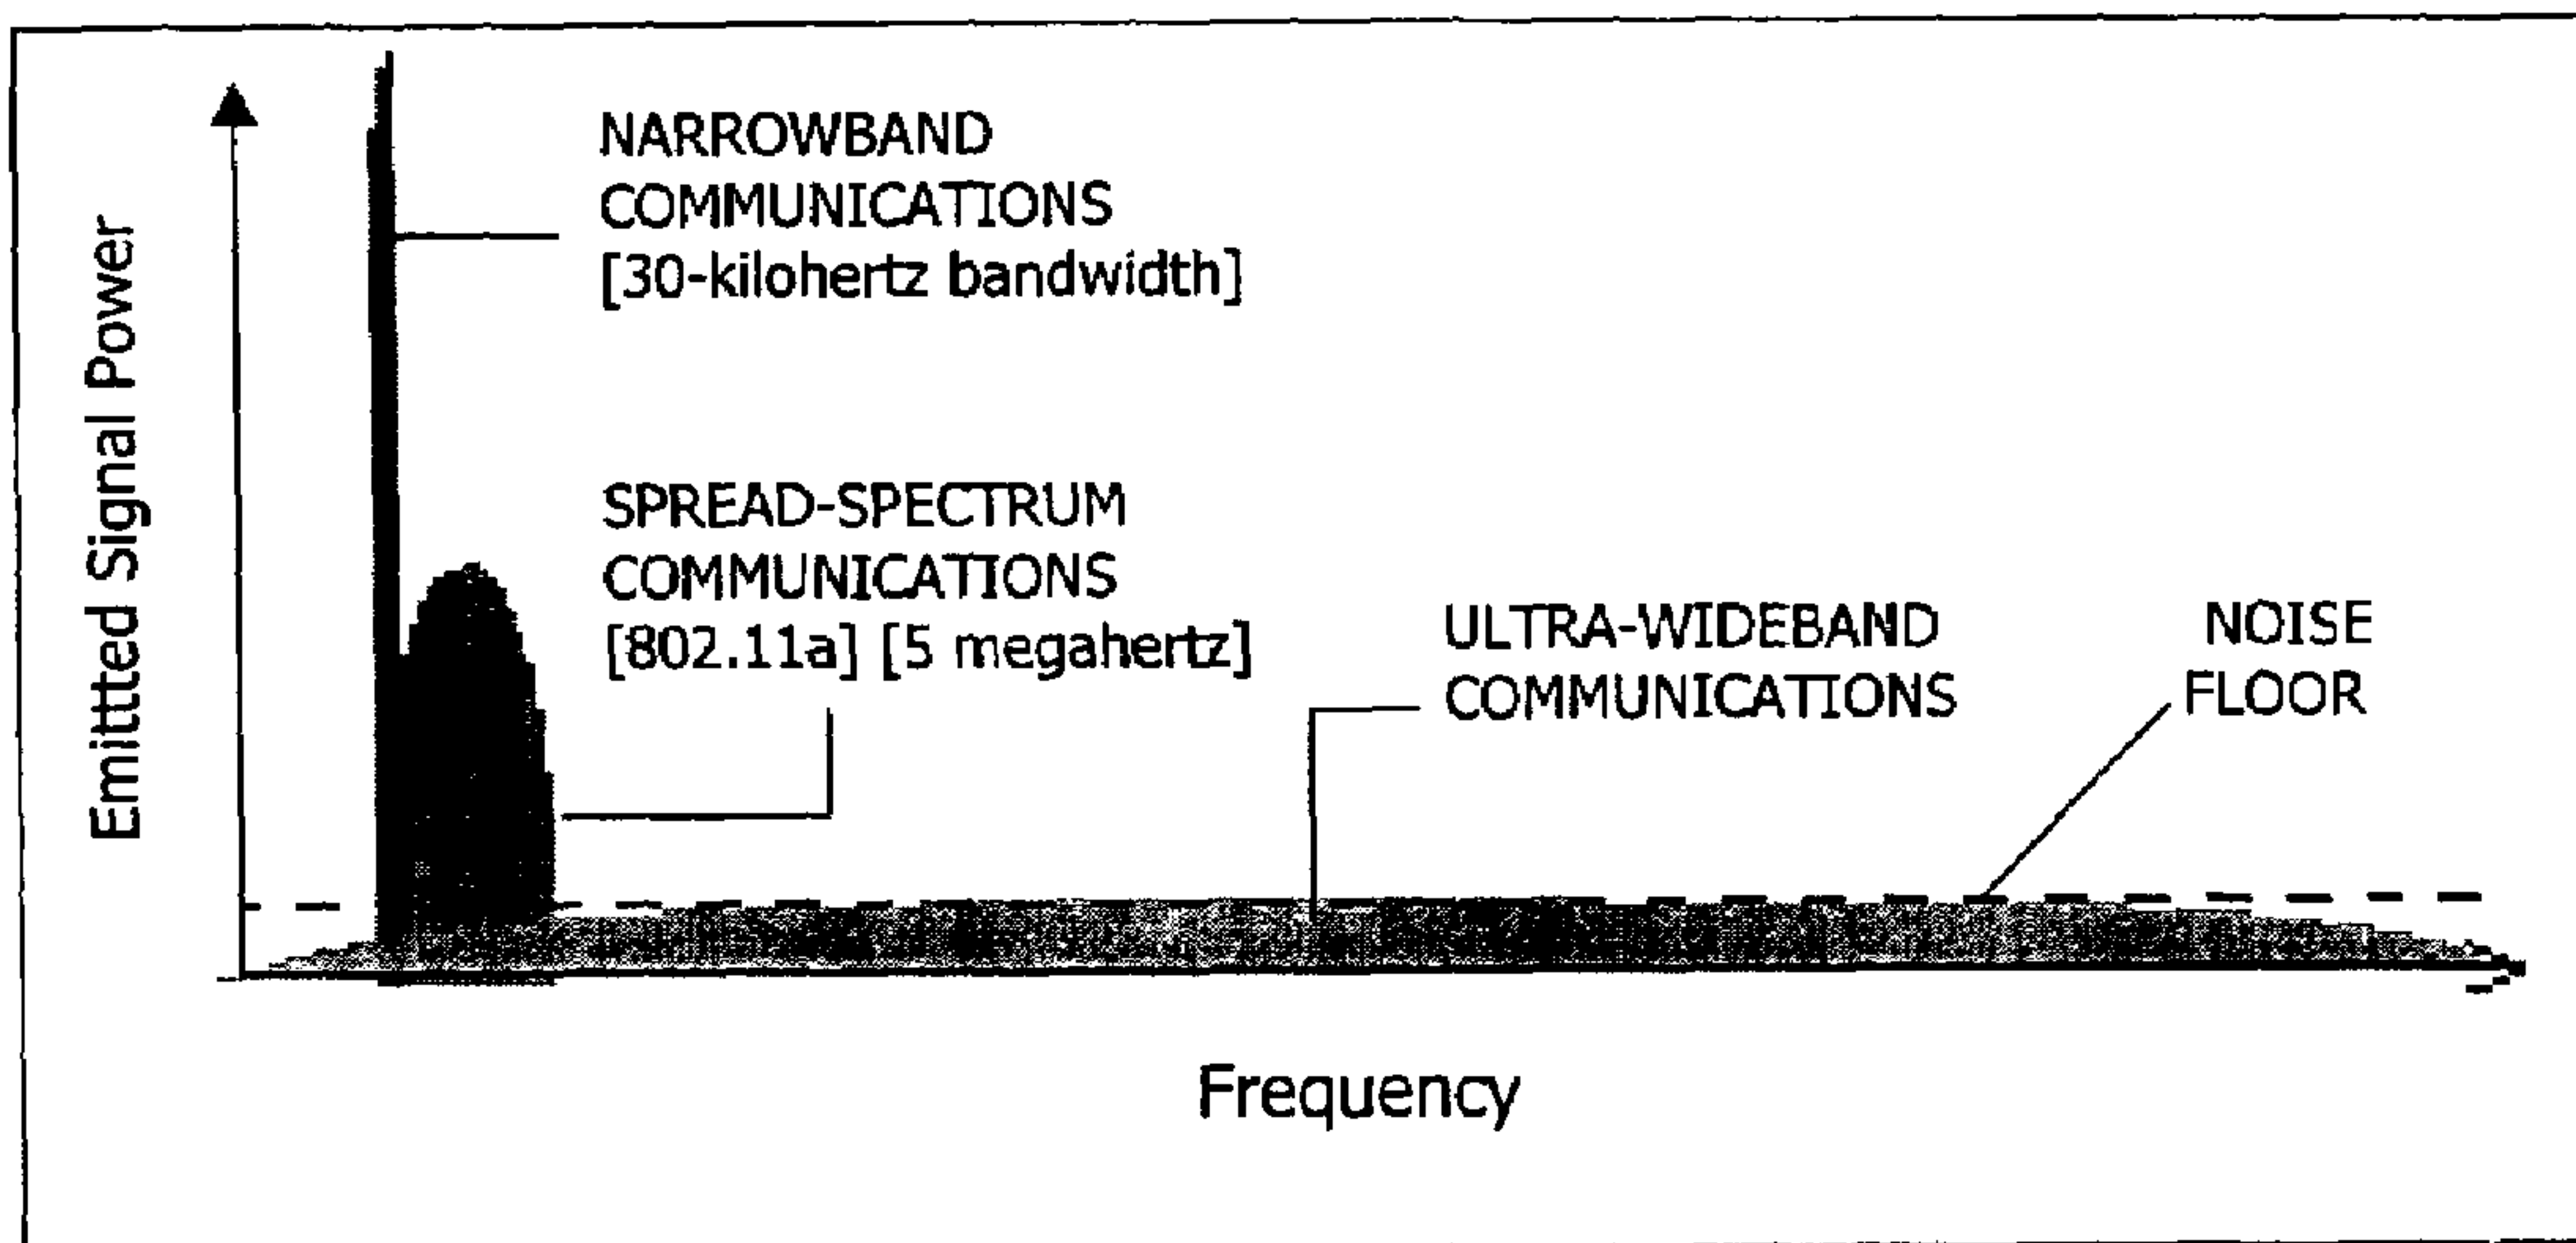 Emittted Signal Power
NARROWBAND
COMMUNICATIONS
[30-kilohertz bandwidth]
SPREAD-SPECTRUM
COMMUNICATIONS
[802.11a] [5 megahertz]
ULTRA-WIDEBAND
COMMUNICATIONS
NOISE
FLOOR
Frequency